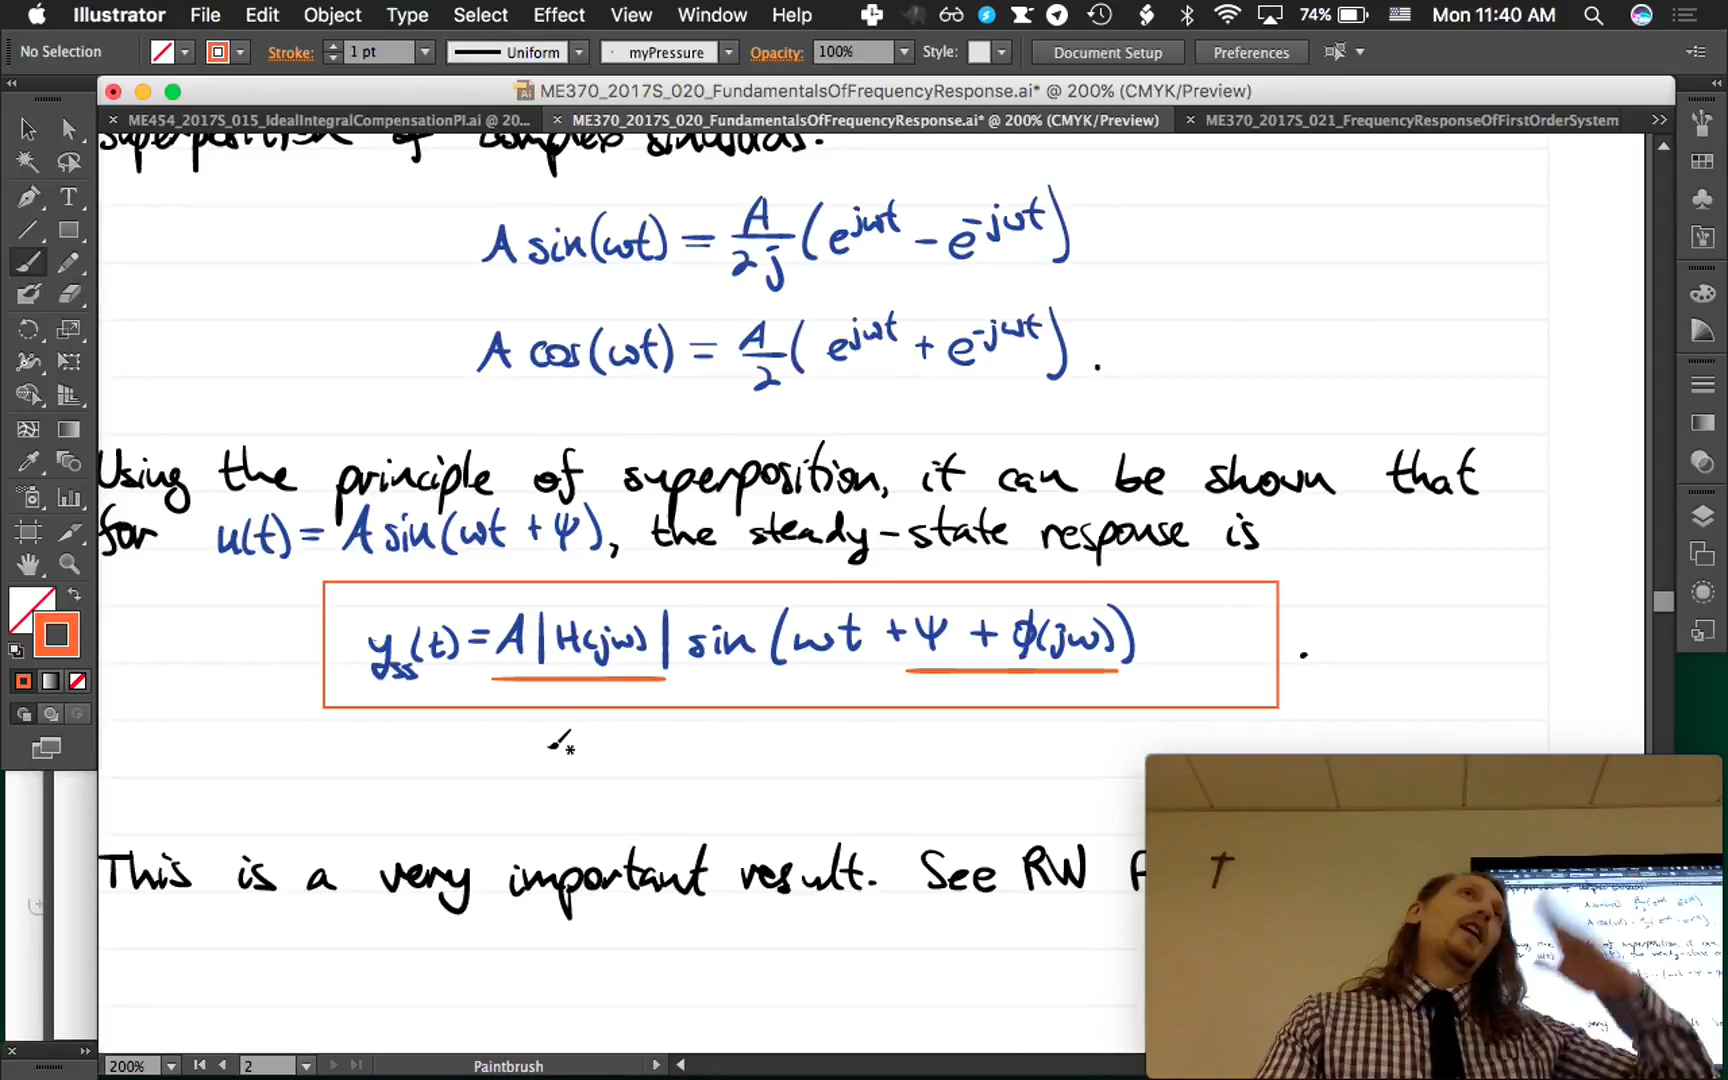 Illustrator File Edit Object Type Select Effect View Window Help 74% Mon 11:40 AM
No Selection Stroke: 1 pt Uniform myPressure Opacity: 100% Style: Document Setup Preferences
ME370_2017S_020_FundamentalsOfFrequencyResponse.ai* @ 200% (CMYK/Preview)
ME454_2017S_015_IdealIntegralCompensationPI.ai @ 20... ME370_2017S_020_FundamentalsOfFrequencyResponse.ai* @ 200% (CMYK/Preview) ME370_2017S_021_FrequencyResponseOfFirstOrderSystem
superposition of complex sinusoids.
A sin(ωt) = A/2j (e^jωt − e^−jωt)
A cos(ωt) = A/2 (e^jωt + e^−jωt).
Using the principle of superposition, it can be shown that
for u(t) = A sin(ωt + Ψ), the steady-state response is
y_ss(t) = A|H(jω)| sin(ωt + Ψ + ϕ(jω)).
This is a very important result. See RW
200% 2 Paintbrush